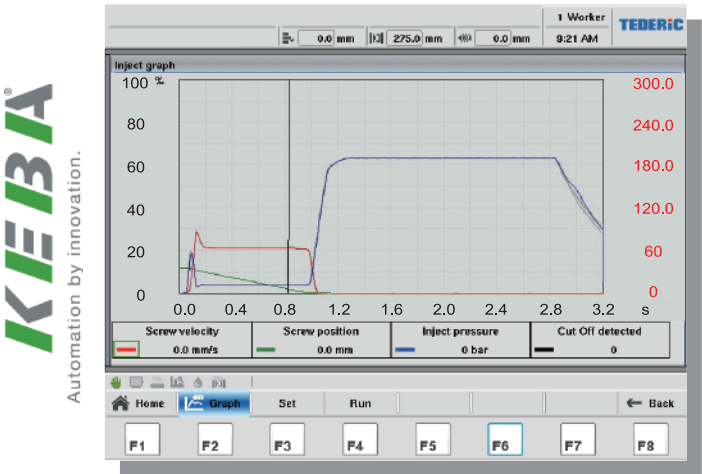 KEBA®
Automation by innovation.
1 Worker
TEDERIC
0.0 mm
275.0 mm
0.0 mm
9:21 AM
Inject graph
100 ‰
300.0
80
240.0
60
180.0
40
120.0
20
60
0
0
0.0 0.4 0.8 1.2 1.6 2.0 2.4 2.8 3.2 s
Screw velocity Screw position Inject pressure Cut Off detected
0.0 mm/s 0.0 mm 0 bar 0
Home Graph Set Run Back
F1 F2 F3 F4 F5 F6 F7 F8